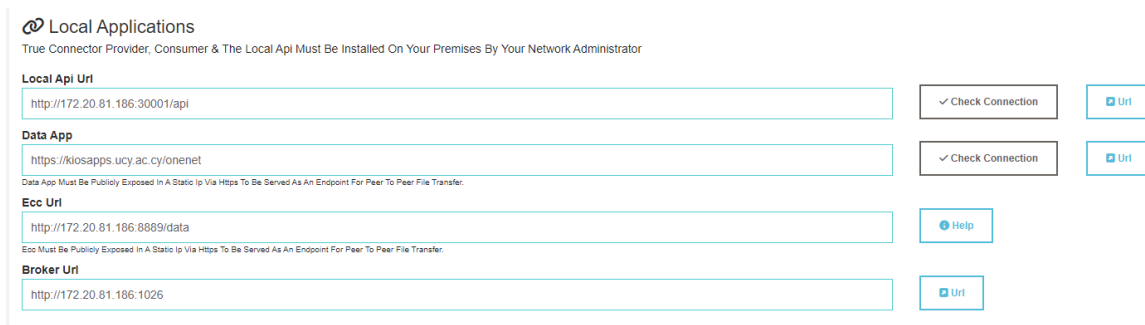 Local Applications
True Connector Provider, Consumer & The Local Api Must Be Installed On Your Premises By Your Network Administrator
Local Api Url
http://172.20.81.186:30001/api
Check Connection
Url
Data App
https://kiosapps.ucy.ac.cy/onenet
Check Connection
Url
Data App Must Be Publicly Exposed In A Static Ip Via Https To Be Served As An Endpoint For Peer To Peer File Transfer.
Ecc Url
http://172.20.81.186:8889/data
Help
Ecc Must Be Publicly Exposed In A Static Ip Via Https To Be Served As An Endpoint For Peer To Peer File Transfer.
Broker Url
http://172.20.81.186:1026
Url